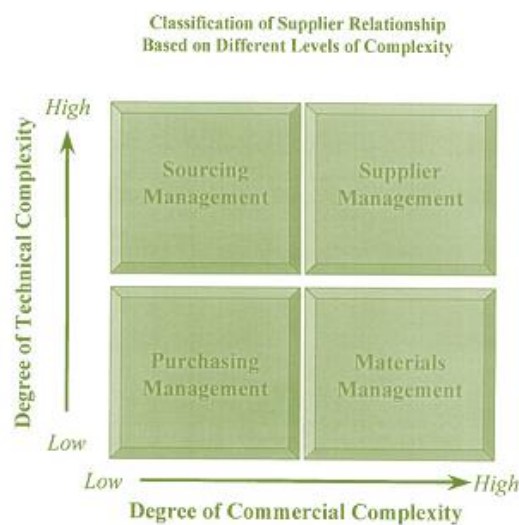 Classification of Supplier Relationship
Based on Different Levels of Complexity
High
Degree of Technical Complexity
Low
Sourcing
Management
Supplier
Management
Purchasing
Management
Materials
Management
Low
High
Degree of Commercial Complexity